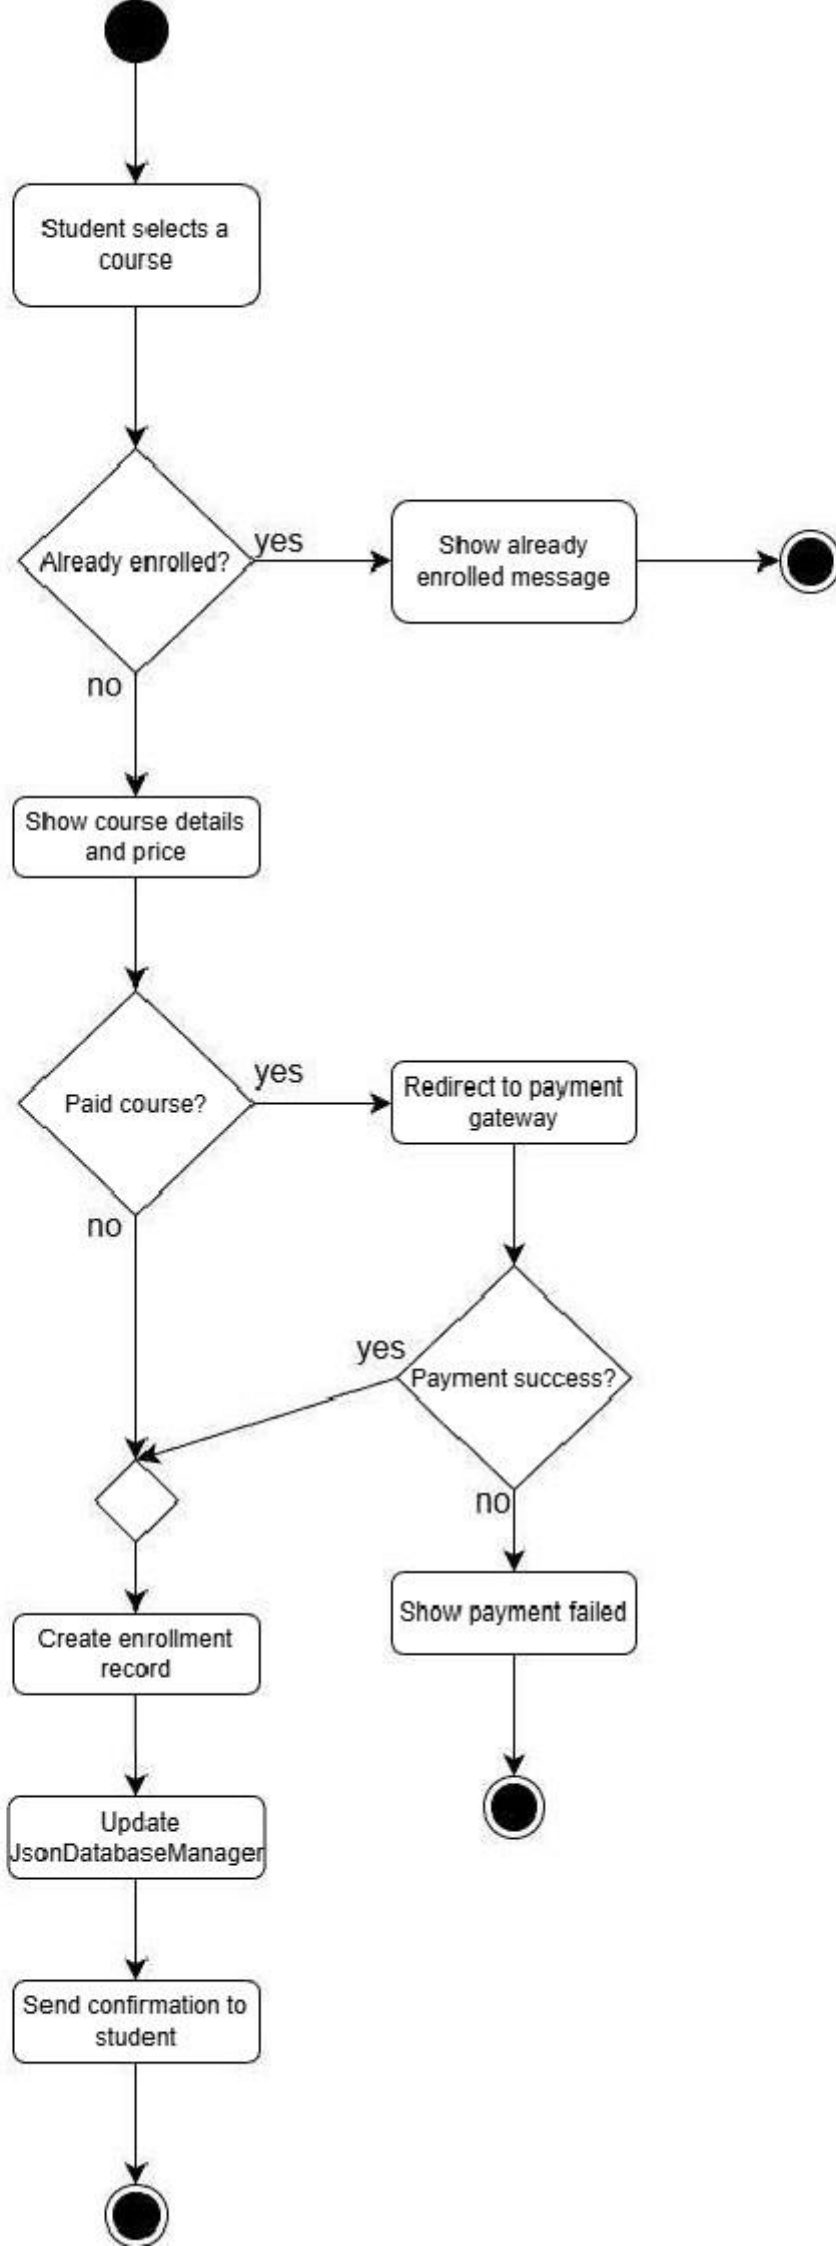 Student selects a
course
Already enrolled?
yes
Show already
enrolled message
no
Show course details
and price
Paid course?
yes
Redirect to payment
gateway
no
yes
Payment success?
no
Show payment failed
Create enrollment
record
Update
JsonDatabaseManager
Send confirmation to
student